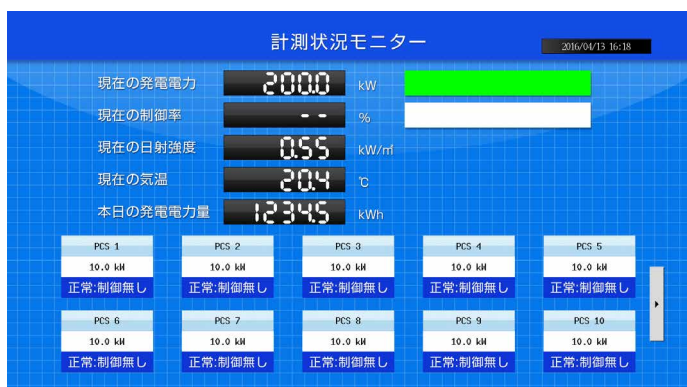 計測状況モニター
2016/04/13 16:18
現在の発電電力 200.0 kW
現在の制御率 -- %
現在の日射強度 0.55 kW/㎡
現在の気温 20.4 ℃
本日の発電電力量 1234.5 kWh
PCS 1 PCS 2 PCS 3 PCS 4 PCS 5
10.0 kW 10.0 kW 10.0 kW 10.0 kW 10.0 kW
正常:制御無し 正常:制御無し 正常:制御無し 正常:制御無し 正常:制御無し
PCS 6 PCS 7 PCS 8 PCS 9 PCS 10
10.0 kW 10.0 kW 10.0 kW 10.0 kW 10.0 kW
正常:制御無し 正常:制御無し 正常:制御無し 正常:制御無し 正常:制御無し